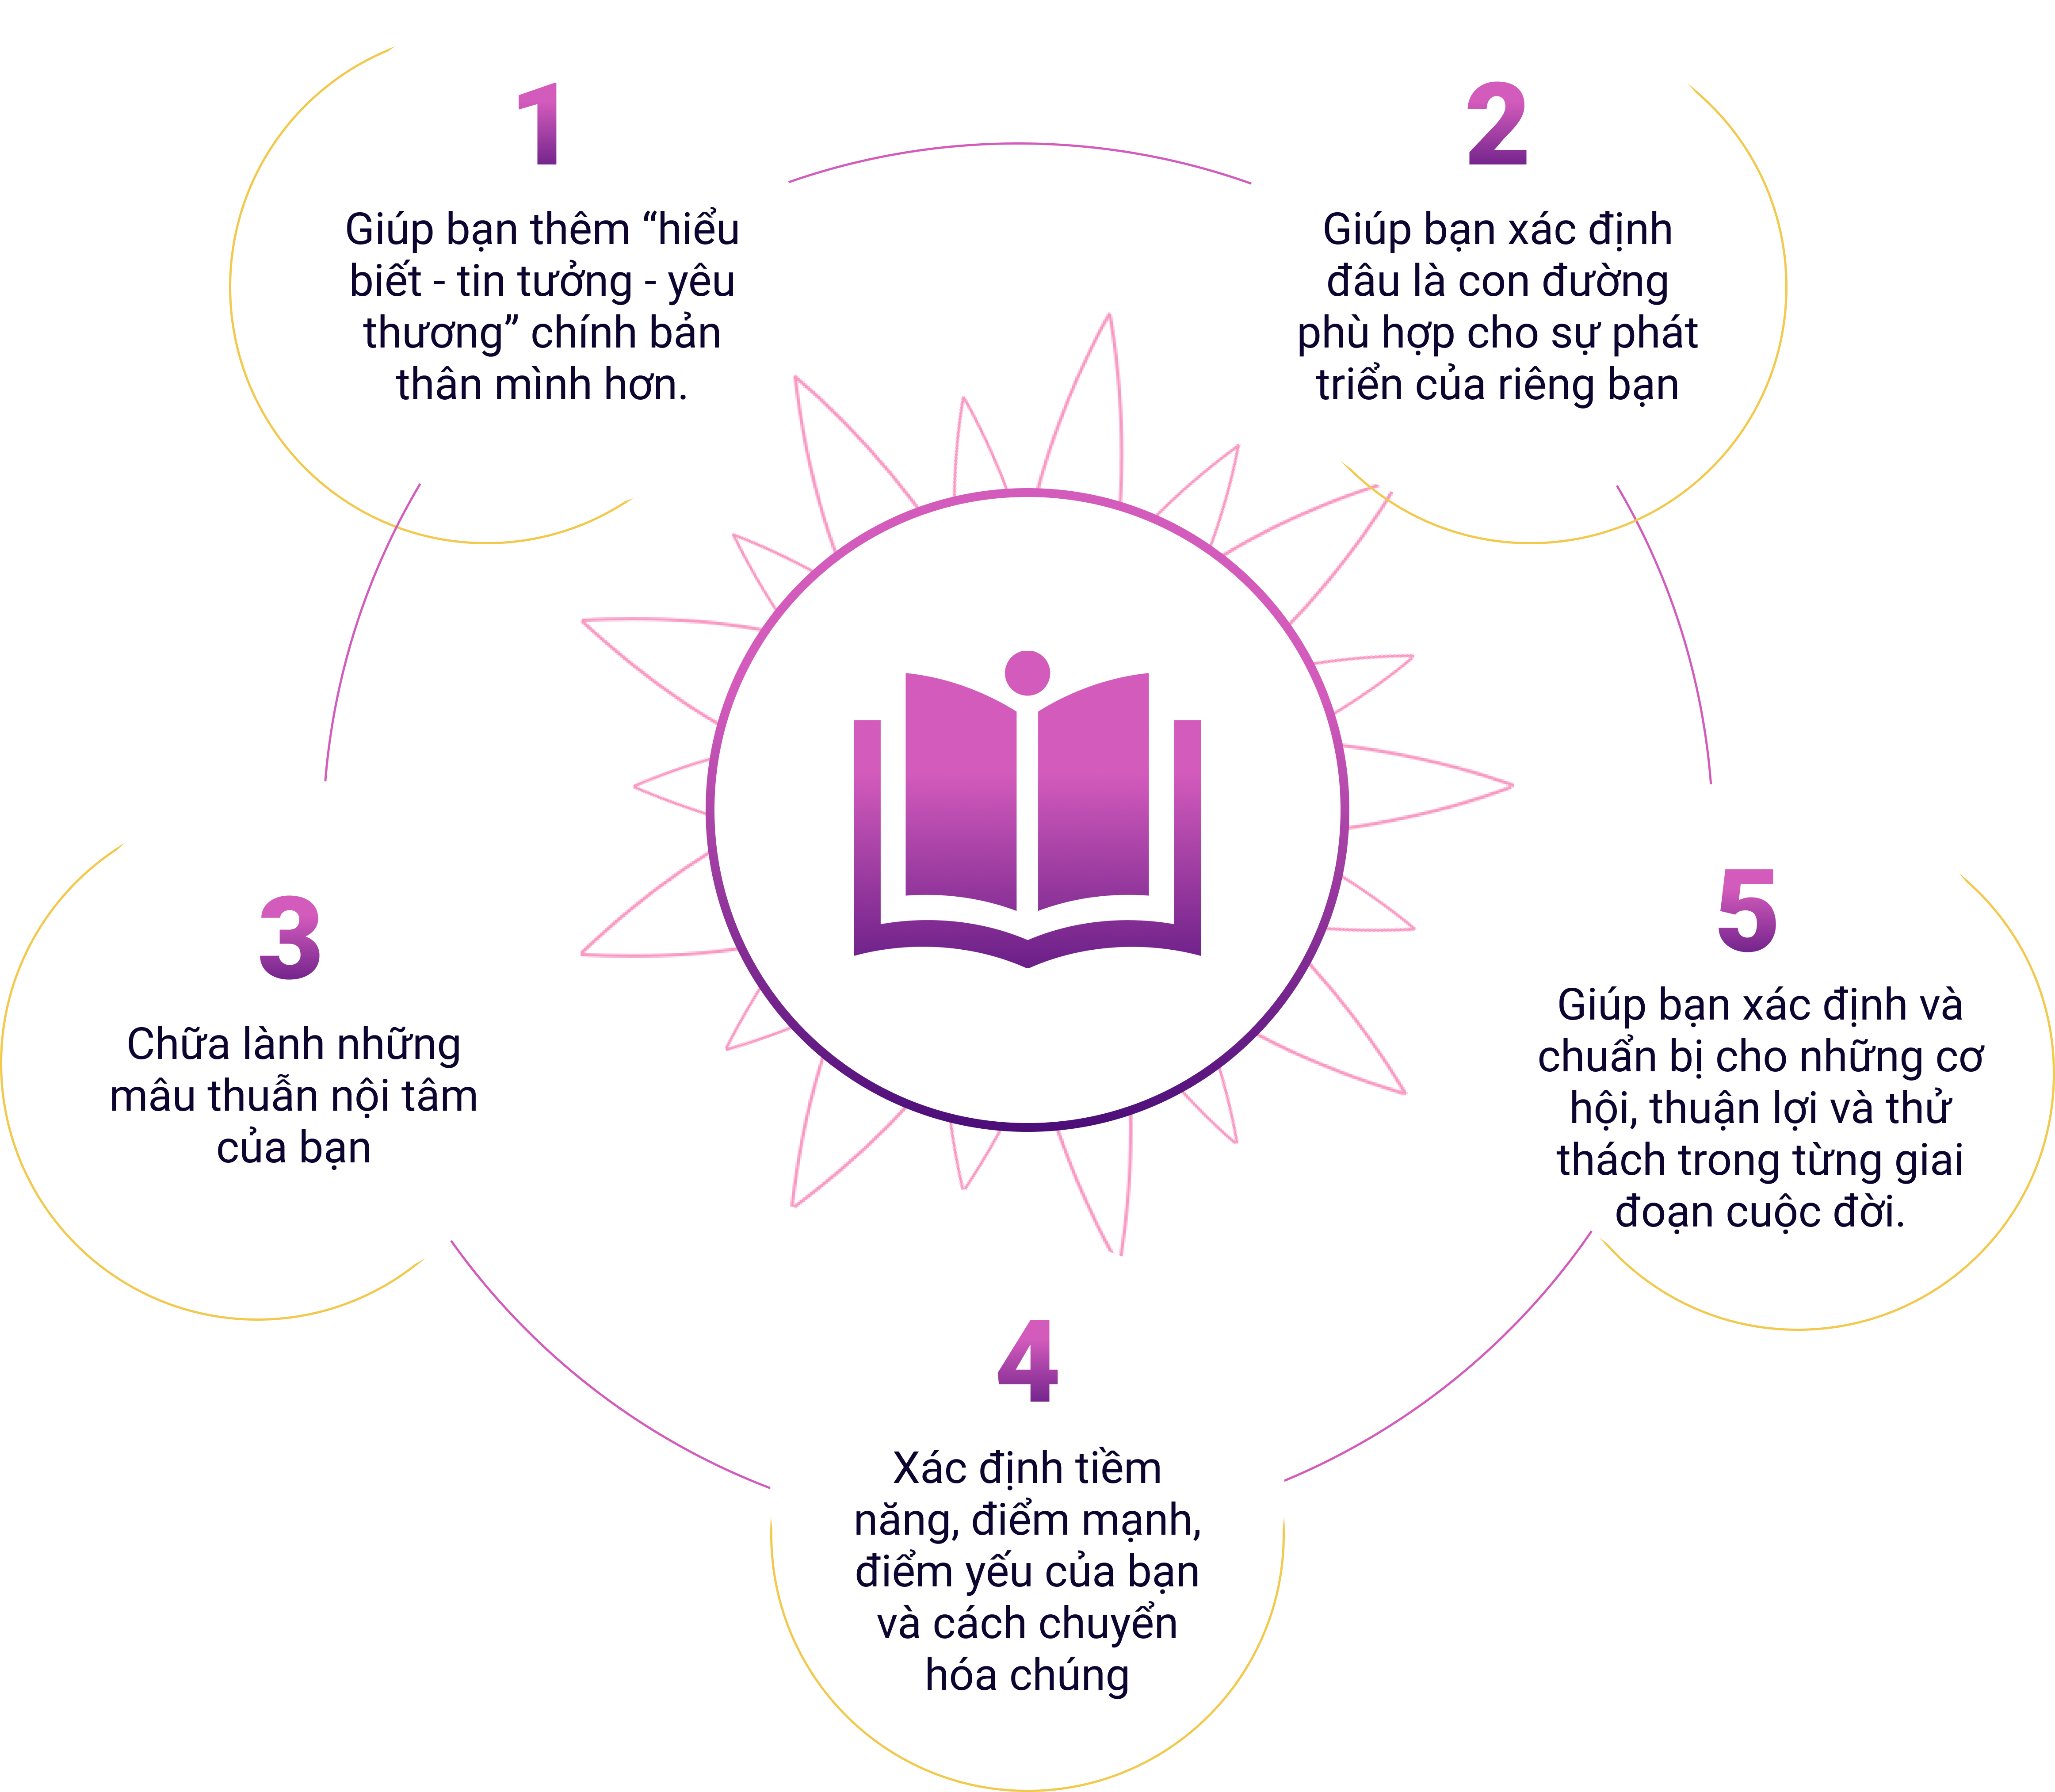 1
Giúp bạn thêm “hiểu
biết - tin tưởng - yêu
thương” chính bản
thân mình hơn.
2
Giúp bạn xác định
đâu là con đường
phù hợp cho sự phát
triển của riêng bạn
3
Chữa lành những
mâu thuẫn nội tâm
của bạn
4
Xác định tiềm
năng, điểm mạnh,
điểm yếu của bạn
và cách chuyển
hóa chúng
5
Giúp bạn xác định và
chuẩn bị cho những cơ
hội, thuận lợi và thử
thách trong từng giai
đoạn cuộc đời.